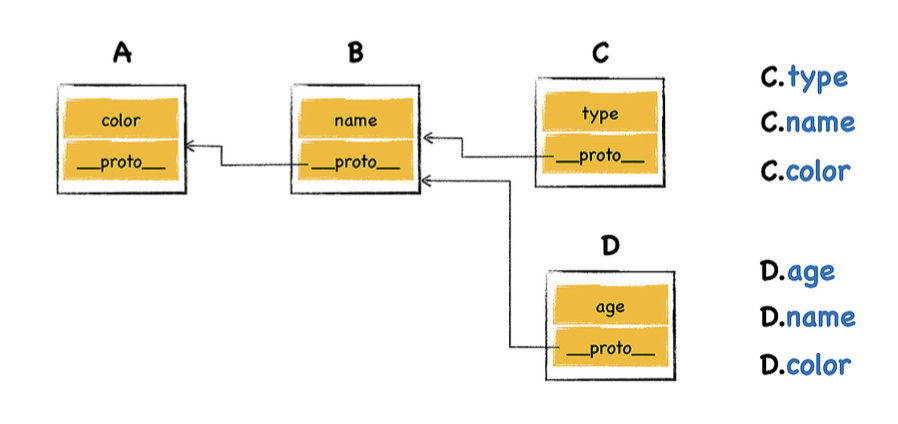 A
B
C
color
__proto__
name
__proto__
type
__proto__
C.type
C.name
C.color
D
age
__proto__
D.age
D.name
D.color